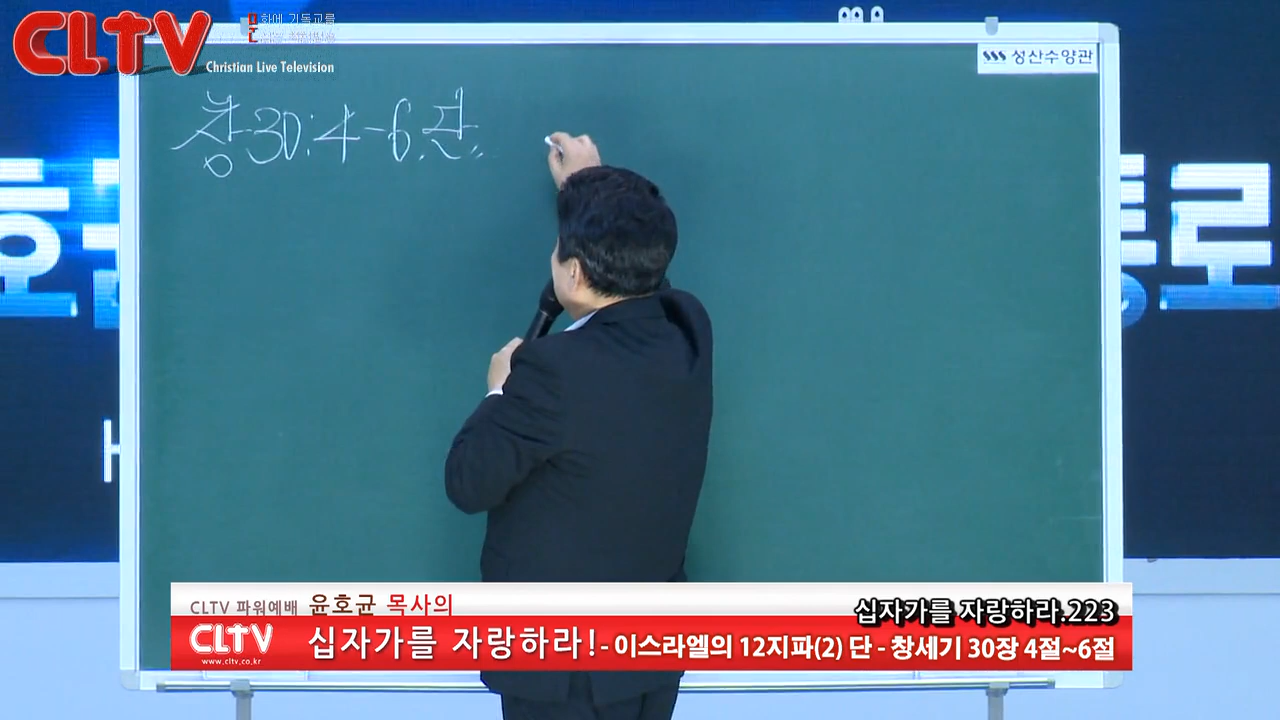 CLTV
Christian Live Television
성산수양관
창30:4-6.
CLTV 파워예배 윤호균 목사의
십자가를 자랑하라.223
CLTV
www.cltv.co.kr
십자가를 자랑하라! - 이스라엘의 12지파(2) 단 - 창세기 30장 4절~6절